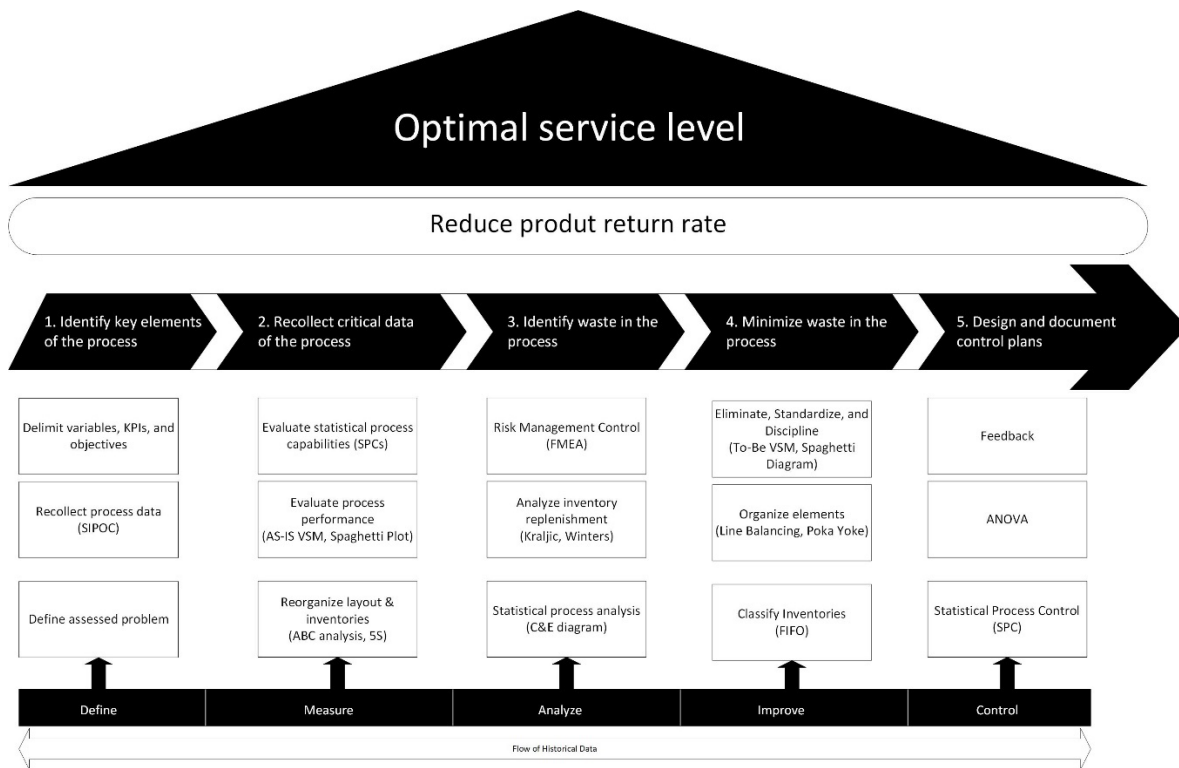 Optimal service level
Reduce produt return rate
1. Identify key elements
of the process
2. Recollect critical data
of the process
3. Identify waste in the
process
4. Minimize waste in the
process
5. Design and document
control plans
Delimit variables, KPIs, and
objectives
Evaluate statistical process
capabilities (SPCs)
Risk Management Control
(FMEA)
Eliminate, Standardize, and
Discipline
(To-Be VSM, Spaghetti
Diagram)
Feedback
Recollect process data
(SIPOC)
Evaluate process
performance
(AS-IS VSM, Spaghetti Plot)
Analyze inventory
replenishment
(Kraljic, Winters)
Organize elements
(Line Balancing, Poka Yoke)
ANOVA
Define assessed problem
Reorganize layout &
inventories
(ABC analysis, 5S)
Statistical process analysis
(C&E diagram)
Classify Inventories
(FIFO)
Statistical Process Control
(SPC)
Define
Measure
Analyze
Improve
Control
Flow of Historical Data